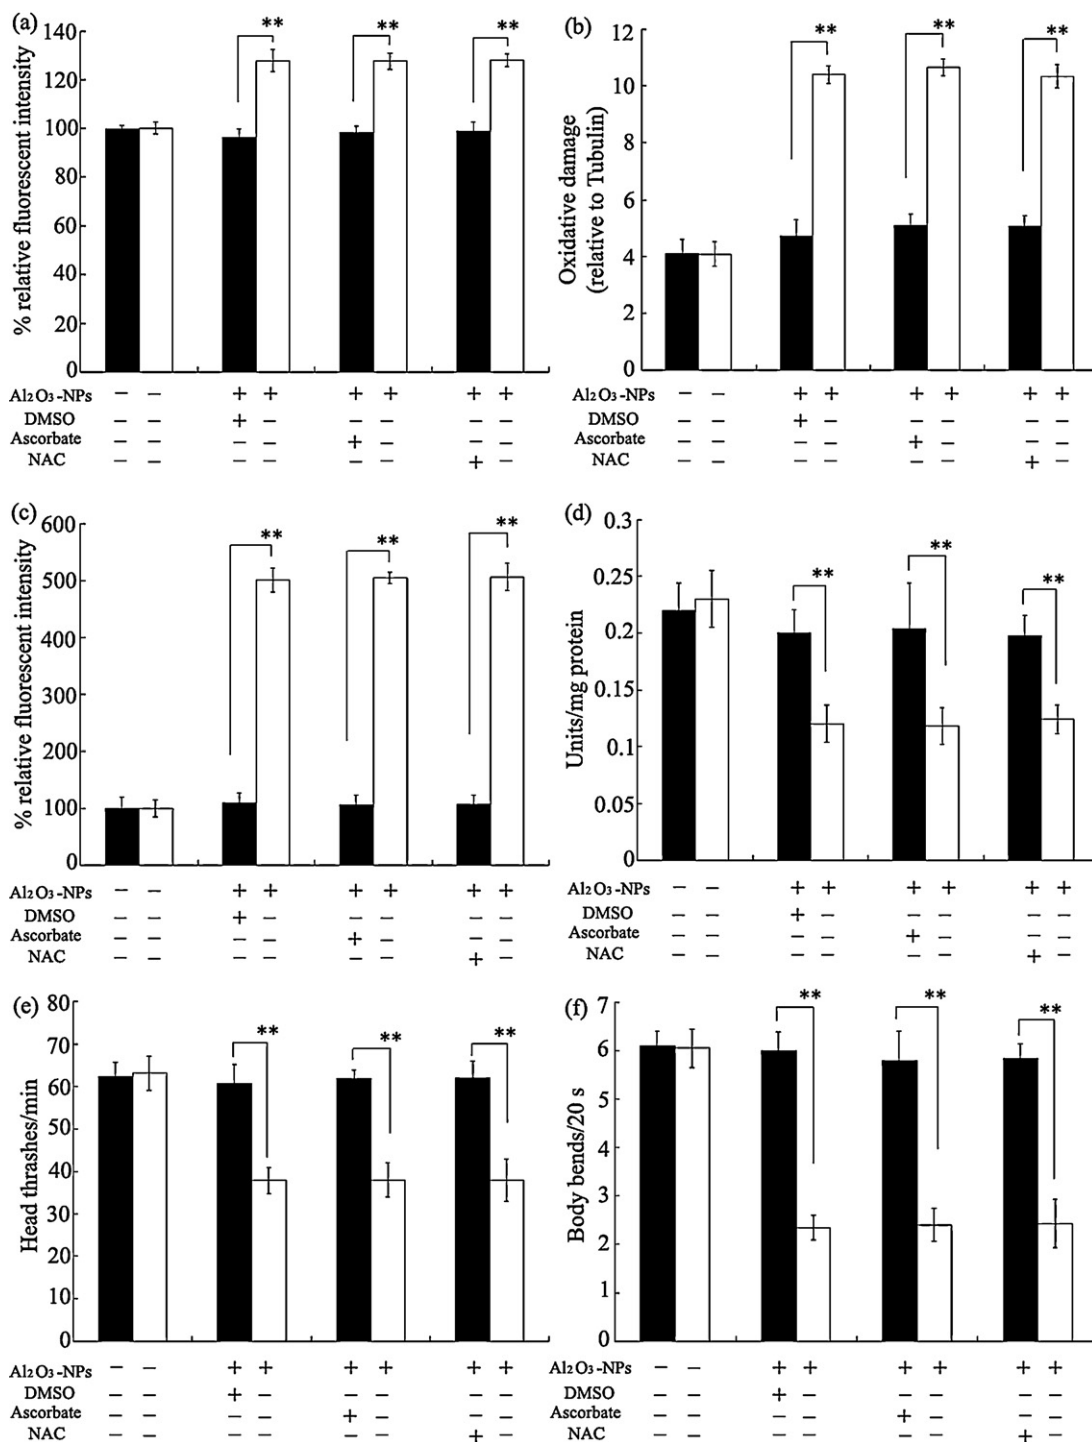 (a)
% relative fluorescent intensity
140
120
100
80
60
40
20
0
** ** **
Al2O3-NPs − − + + + + + +
DMSO − − + − − − − −
Ascorbate − − − − + − − −
NAC − − − − − − + −
(b)
Oxidative damage
(relative to Tubulin)
12
10
8
6
4
2
0
** ** **
Al2O3-NPs − − + + + + + +
DMSO − − + − − − − −
Ascorbate − − − − + − − −
NAC − − − − − − + −
(c)
% relative fluorescent intensity
600
500
400
300
200
100
0
** ** **
Al2O3-NPs − − + + + + + +
DMSO − − + − − − − −
Ascorbate − − − − + − − −
NAC − − − − − − + −
(d)
Units/mg protein
0.3
0.25
0.2
0.15
0.1
0.05
0
** ** **
Al2O3-NPs − − + + + + + +
DMSO − − + − − − − −
Ascorbate − − − − + − − −
NAC − − − − − − + −
(e)
Head thrashes/min
80
70
60
50
40
30
20
10
0
** ** **
Al2O3-NPs − − + + + + + +
DMSO − − + − − − − −
Ascorbate − − − − + − − −
NAC − − − − − − + −
(f)
Body bends/20 s
7
6
5
4
3
2
1
0
** ** **
Al2O3-NPs − − + + + + + +
DMSO − − + − − − − −
Ascorbate − − − − + − − −
NAC − − − − − − + −